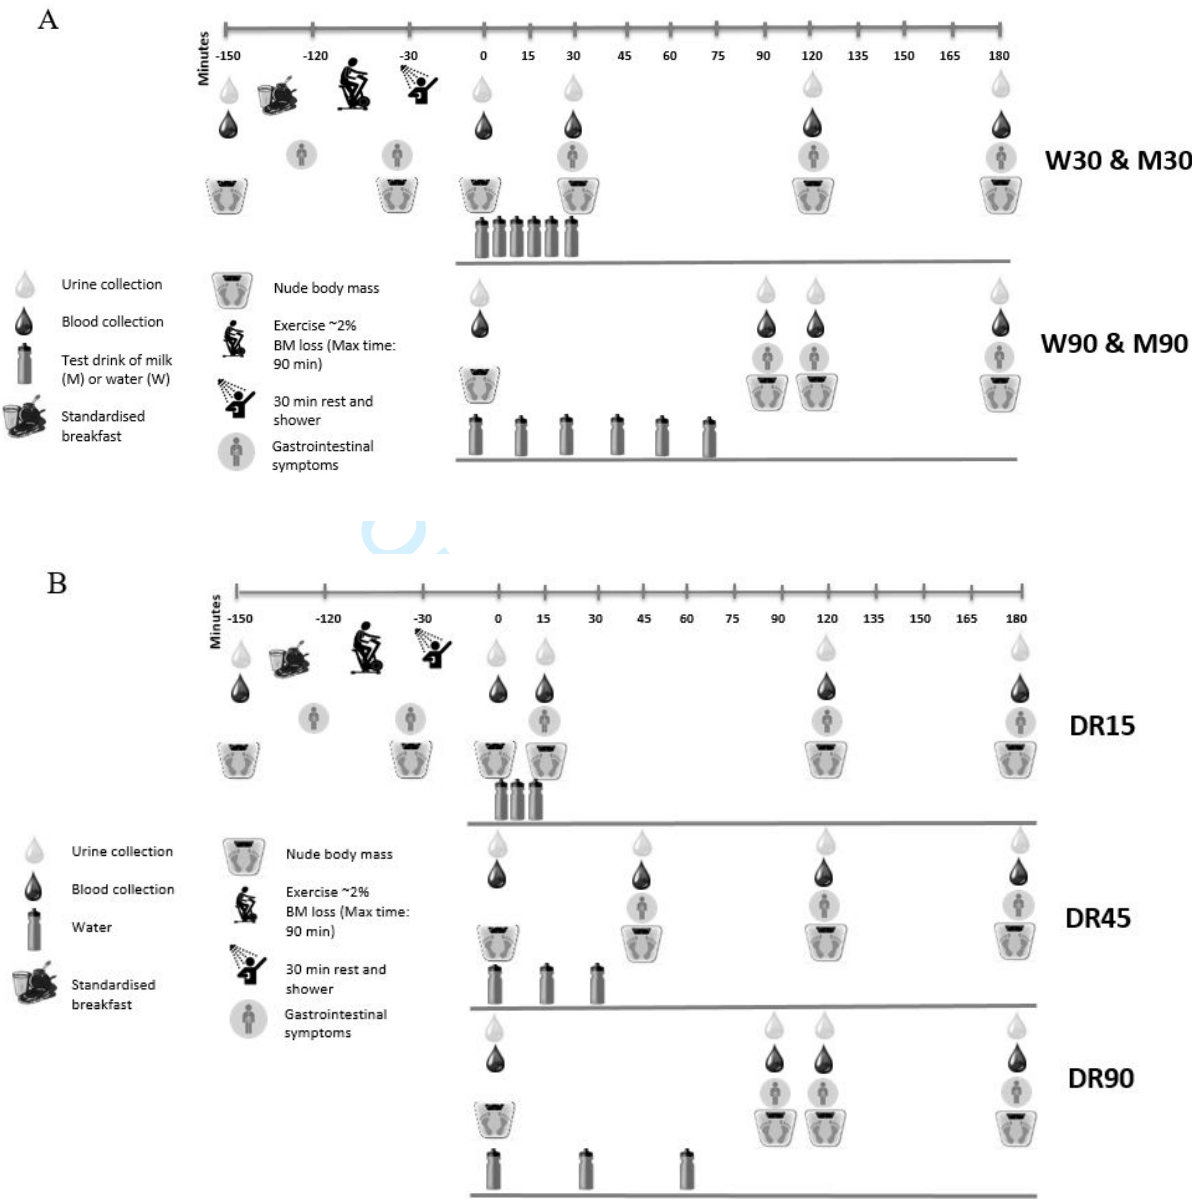 A
Minutes
-150 -120 -30 0 15 30 45 60 75 90 120 135 150 165 180
W30 & M30
Urine collection
Blood collection
Test drink of milk
(M) or water (W)
Standardised
breakfast
Nude body mass
Exercise ~2%
BM loss (Max time:
90 min)
30 min rest and
shower
Gastrointestinal
symptoms
W90 & M90
B
Minutes
-150 -120 -30 0 15 30 45 60 75 90 120 135 150 165 180
DR15
Urine collection
Blood collection
Water
Standardised
breakfast
Nude body mass
Exercise ~2%
BM loss (Max time:
90 min)
30 min rest and
shower
Gastrointestinal
symptoms
DR45
DR90